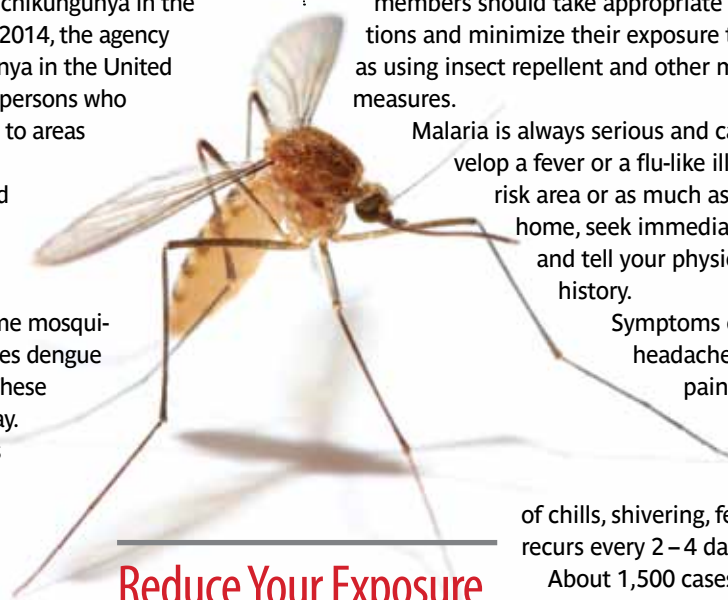 chikungunya in the
2014, the agency
nya in the United
persons who
to areas
d
me mosqui-
es dengue
hese
ay.
members should take appropriate
tions and minimize their exposure t
as using insect repellent and other m
measures.
Malaria is always serious and ca
velop a fever or a flu-like ill
risk area or as much as
home, seek immedia
and tell your physic
history.
Symptoms
headache
pain
of chills, shivering, fe
recurs every 2 – 4 da
About 1,500 cases
Reduce Your Exposure